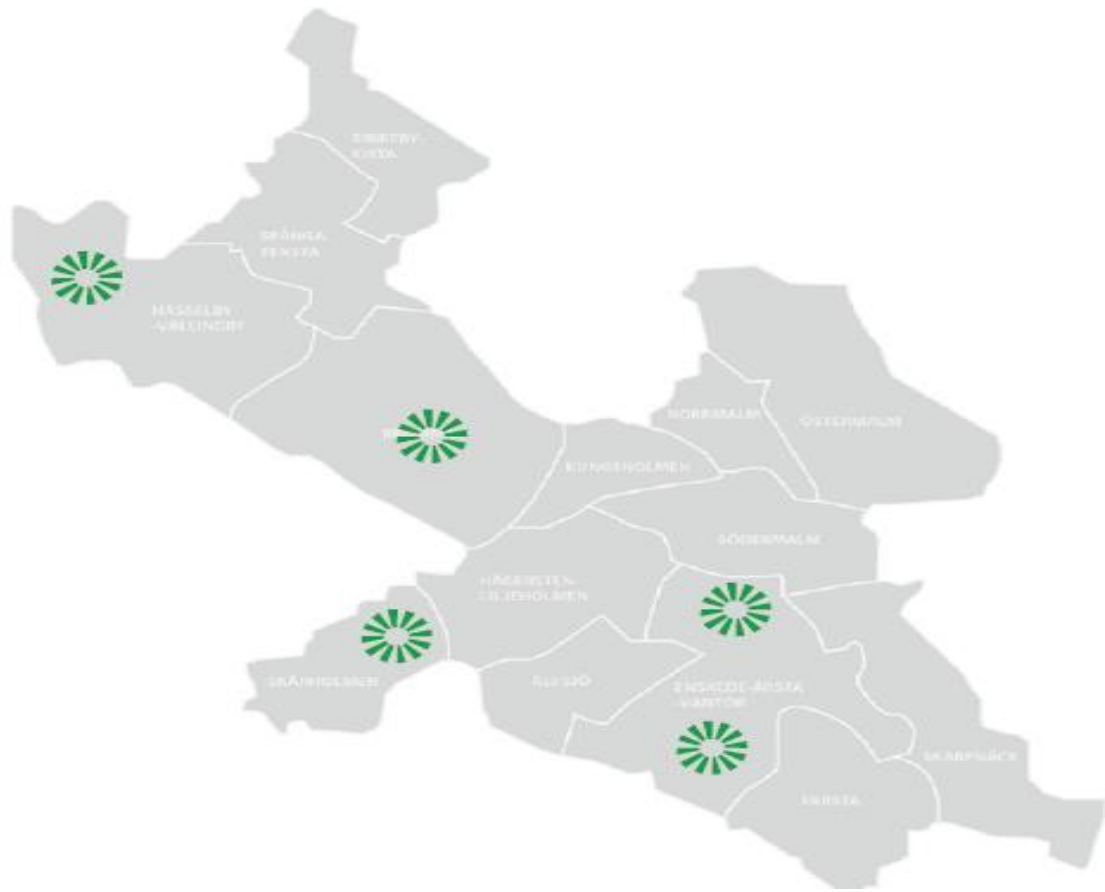 RINKEBY-
KISTA
SPÅNGA
TENSTA
HÄSSELBY
-VÄLLINGBY
NORRMALM
ÖSTERMALM
KUNGSHOLMEN
SÖDERMALM
HÄGERSTEN-
LILJEHOLMEN
SKÄRHOLMEN
ÄLVSJÖ
ENSKEDE-ÅRSTA
-VANTÖR
SKARPNÄCK
FARSTA